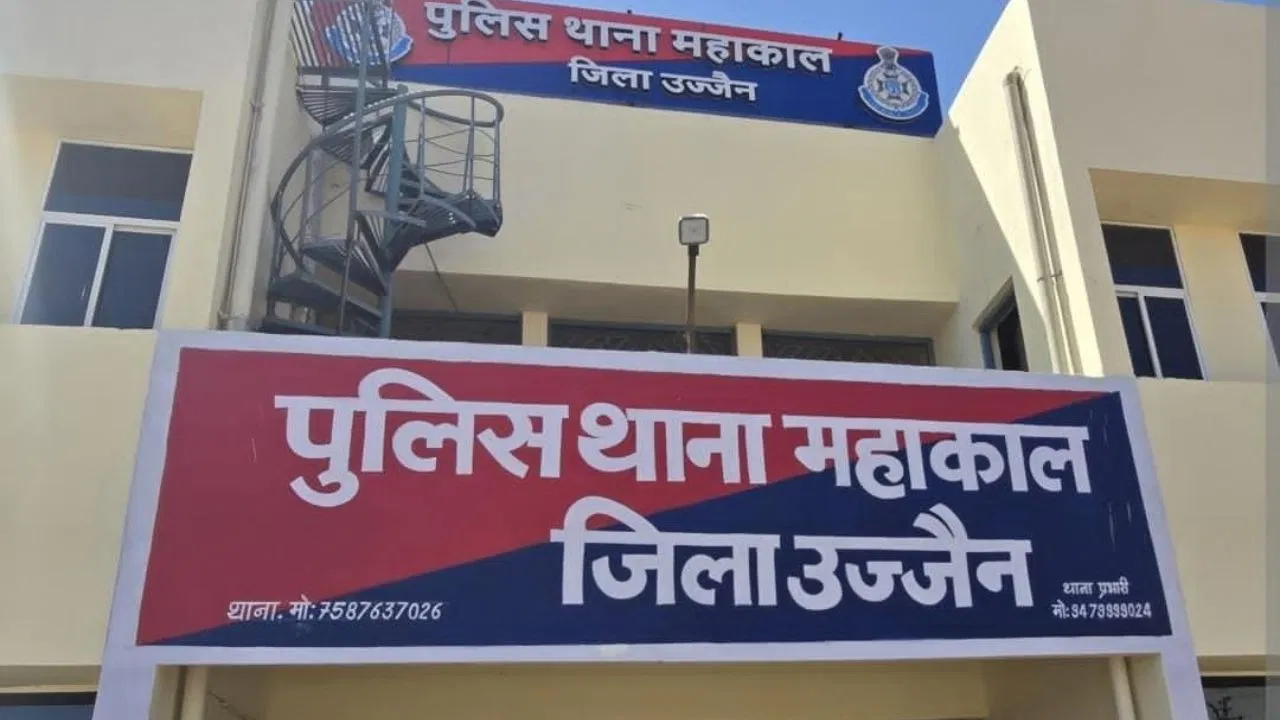 पुलिस थाना महाकाल
जिला उज्जैन
पुलिस थाना महाकाल
जिला उज्जैन
थाना. मो: 7587637026
थाना प्रभारी
मो: 9479999024